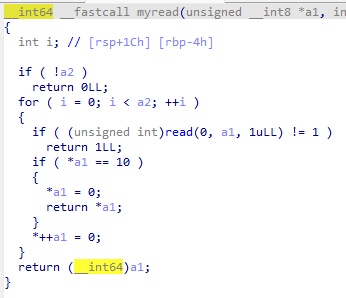 __int64 __fastcall myread(unsigned __int8 *a1, in
{
int i; // [rsp+1Ch] [rbp-4h]
if ( !a2 )
return 0LL;
for ( i = 0; i < a2; ++i )
{
if ( (unsigned int)read(0, a1, 1uLL) != 1 )
return 1LL;
if ( *a1 == 10 )
{
*a1 = 0;
return *a1;
}
*++a1 = 0;
}
return (__int64)a1;
}